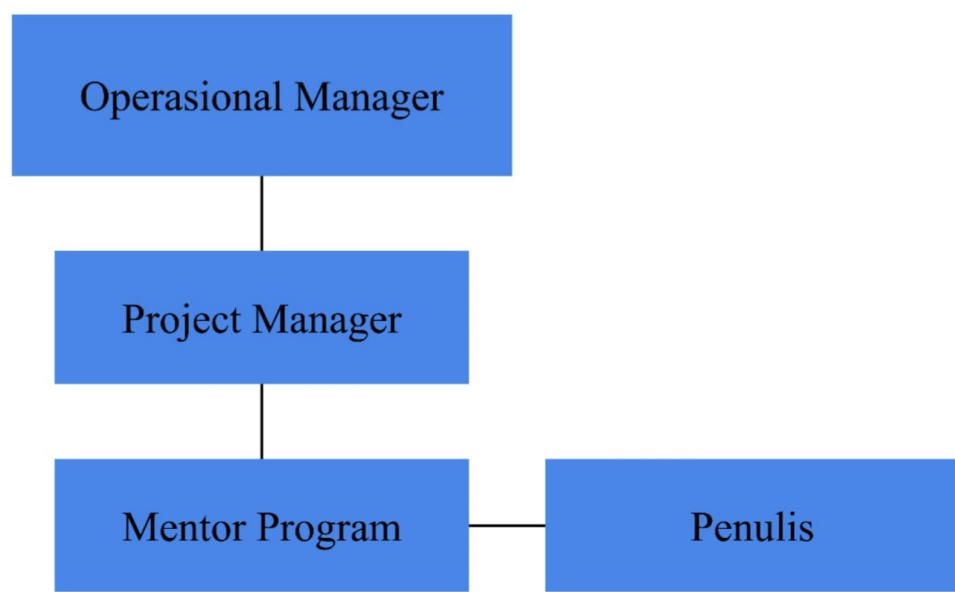 Operasional Manager
Project Manager
Mentor Program
Penulis